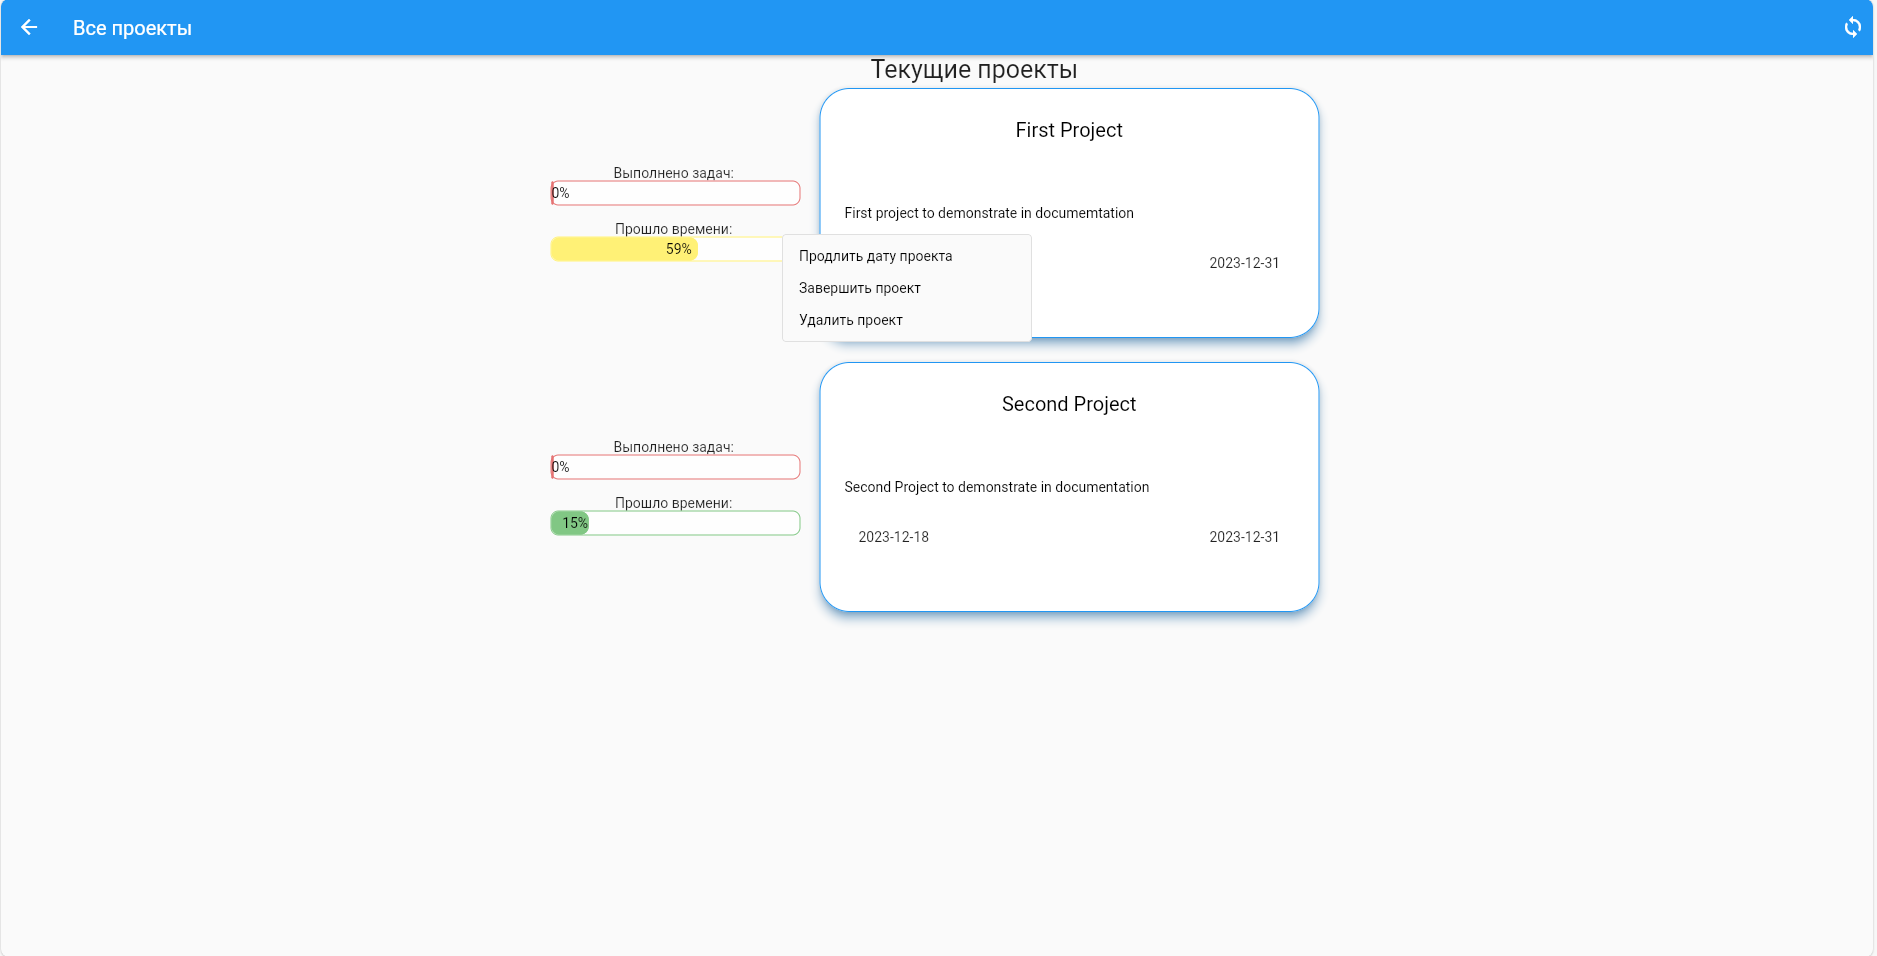 Все проекты
Текущие проекты
First Project
Выполнено задач:
0%
First project to demonstrate in documemtation
Прошло времени:
59%
Продлить дату проекта
2023-12-31
Завершить проект
Удалить проект
Second Project
Выполнено задач:
0%
Second Project to demonstrate in documentation
Прошло времени:
15%
2023-12-18
2023-12-31